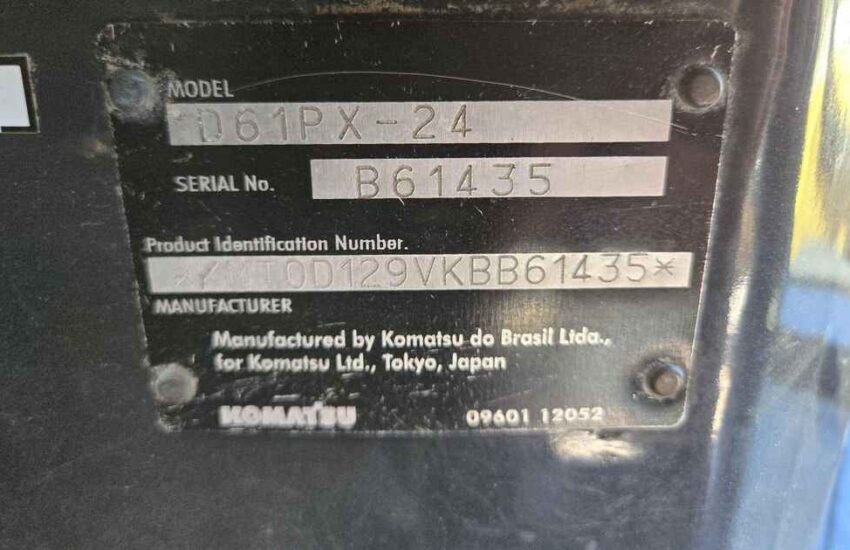 MODEL
D61PX-24
SERIAL No. B61435
Product Identification Number.
*KMT0D129VKBB61435*
MANUFACTURER
Manufactured by Komatsu do Brasil Ltda.,
for Komatsu Ltd., Tokyo, Japan
KOMATSU 09601 12052